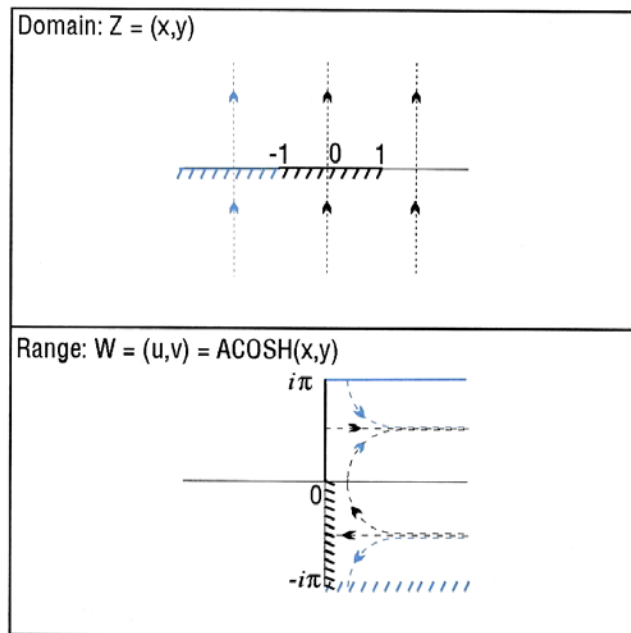 Domain: Z = (x,y)
-1 0 1
Range: W = (u,v) = ACOSH(x,y)
iπ
0
-iπ